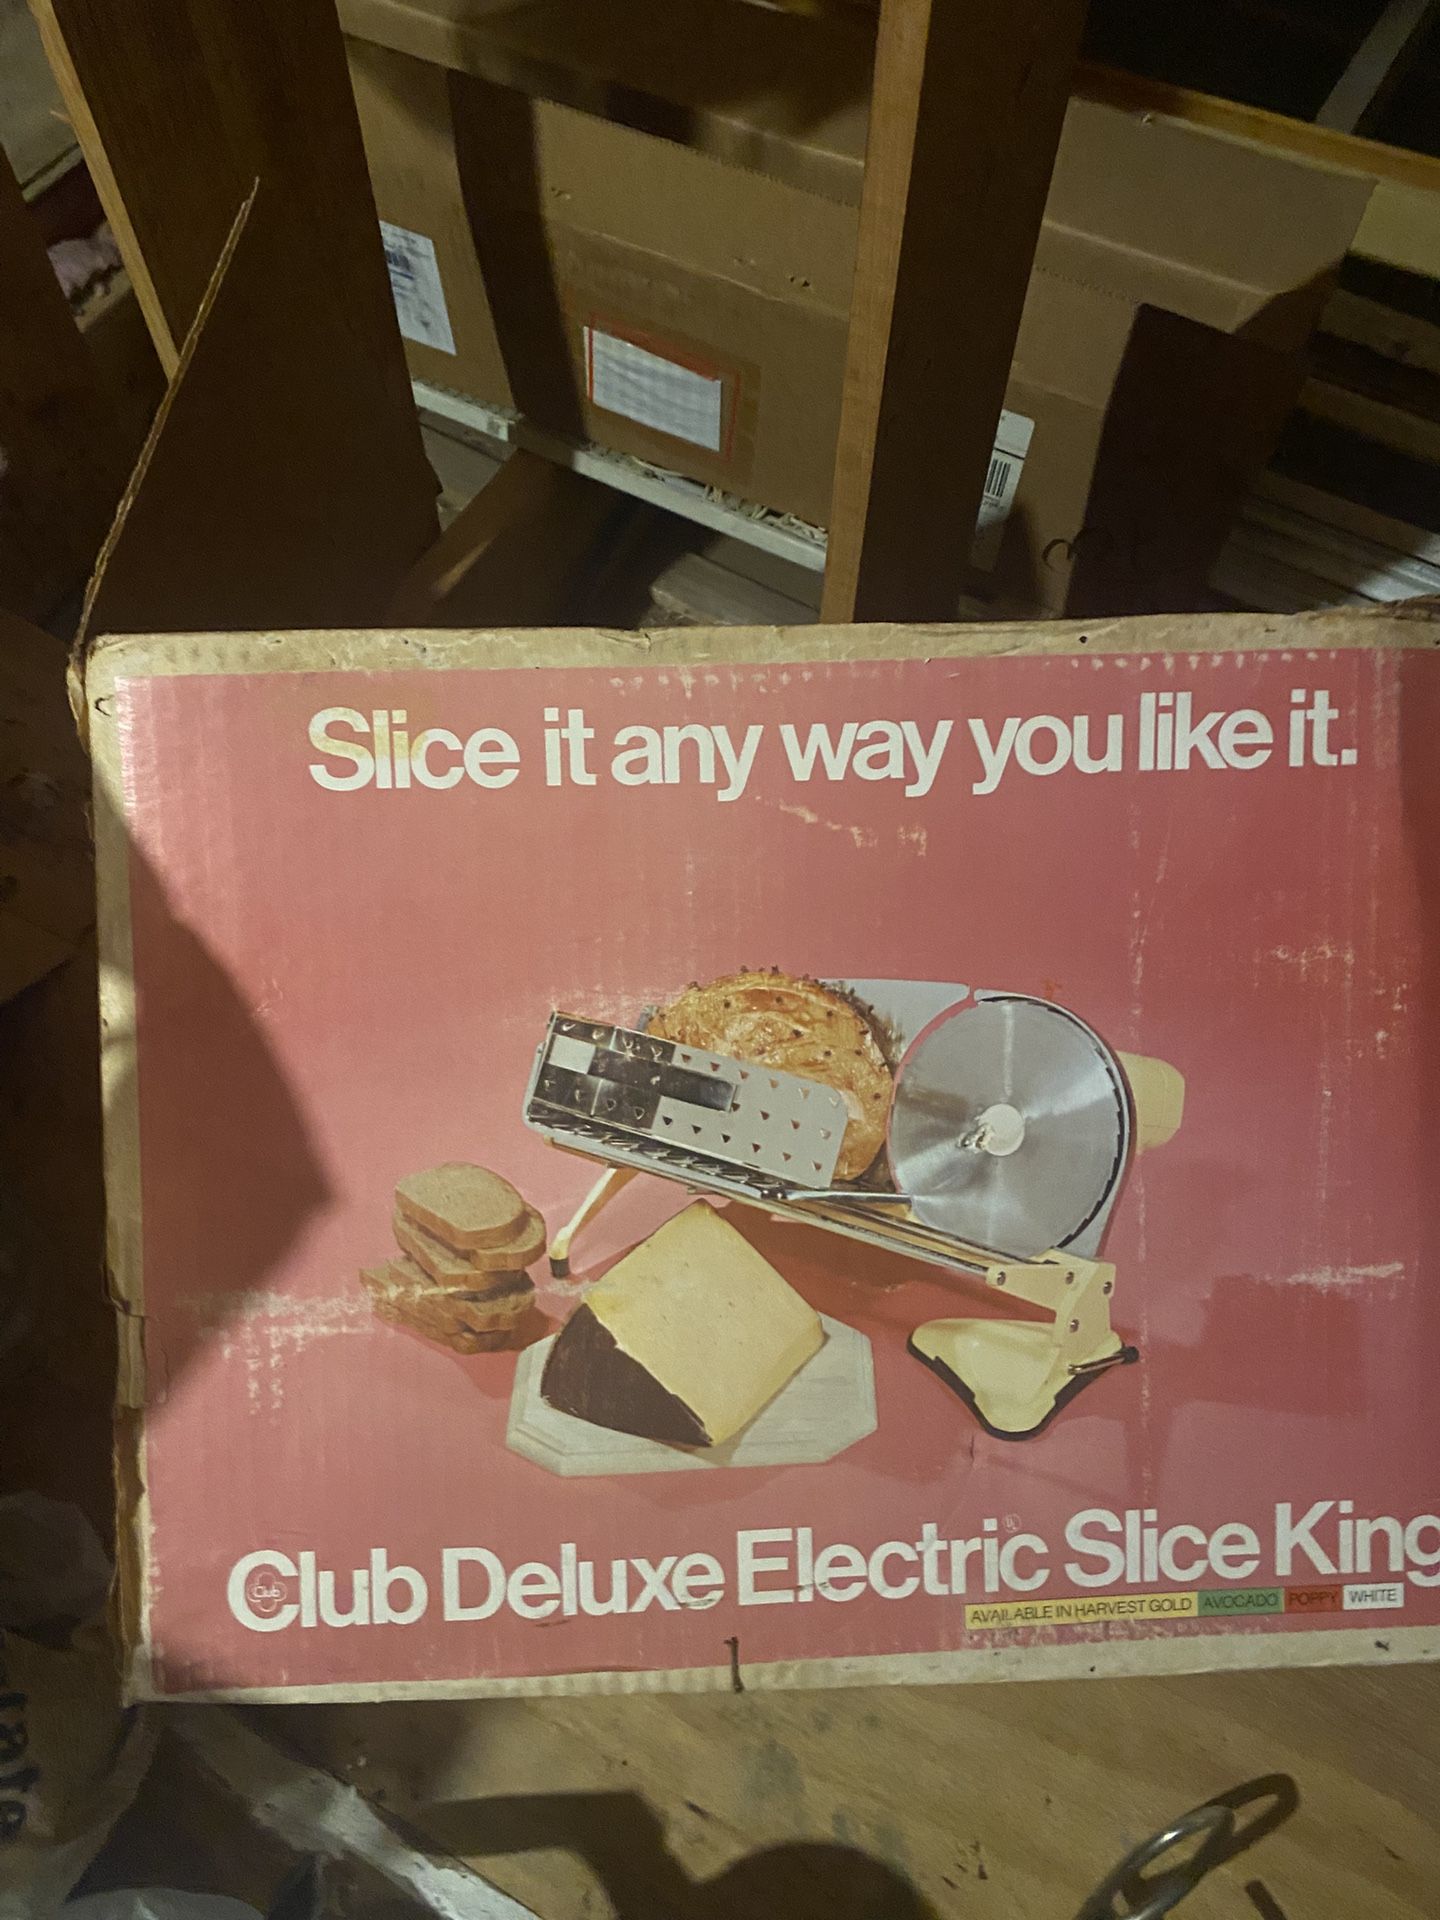 Slice it any way you like it.
Club Deluxe Electric Slice King
Club
AVAILABLE IN HARVEST GOLD AVOCADO POPPY WHITE